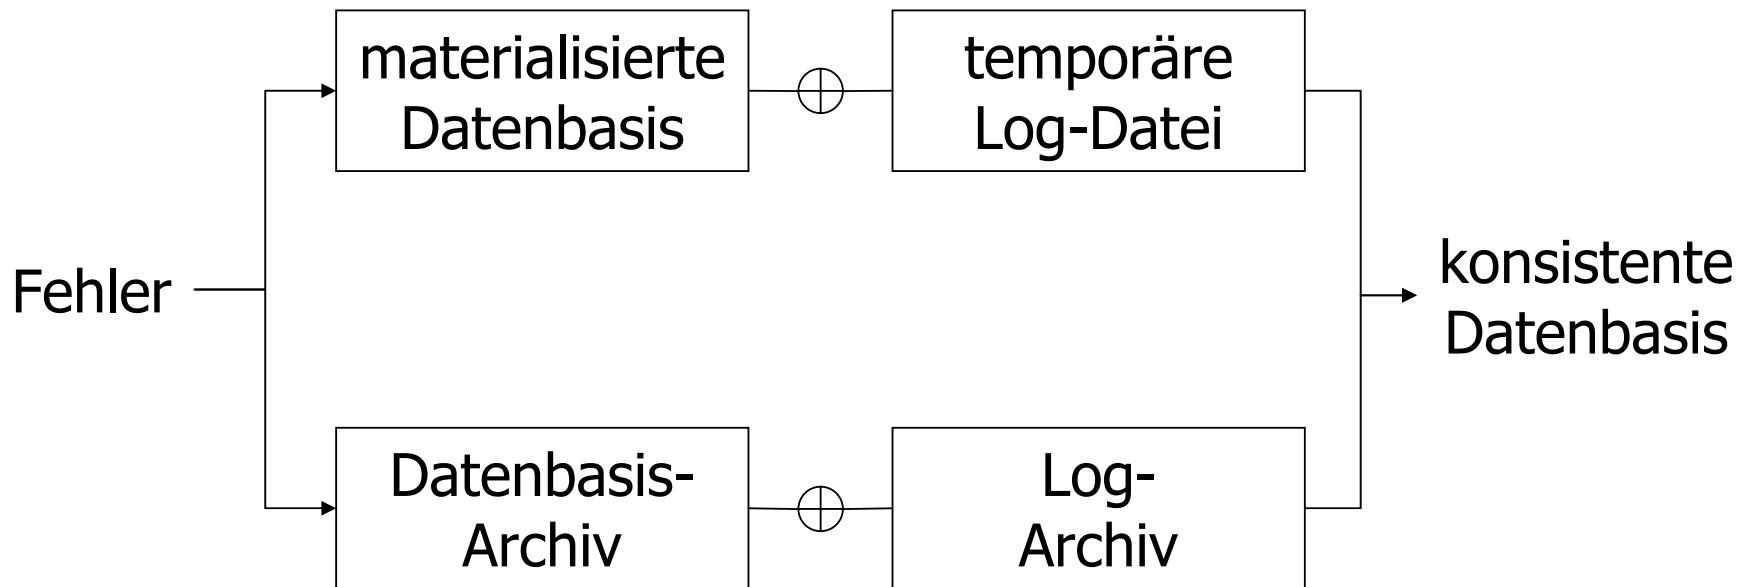 Fehler
materialisierte
Datenbasis
temporäre
Log-Datei
Datenbasis-
Archiv
Log-
Archiv
konsistente
Datenbasis